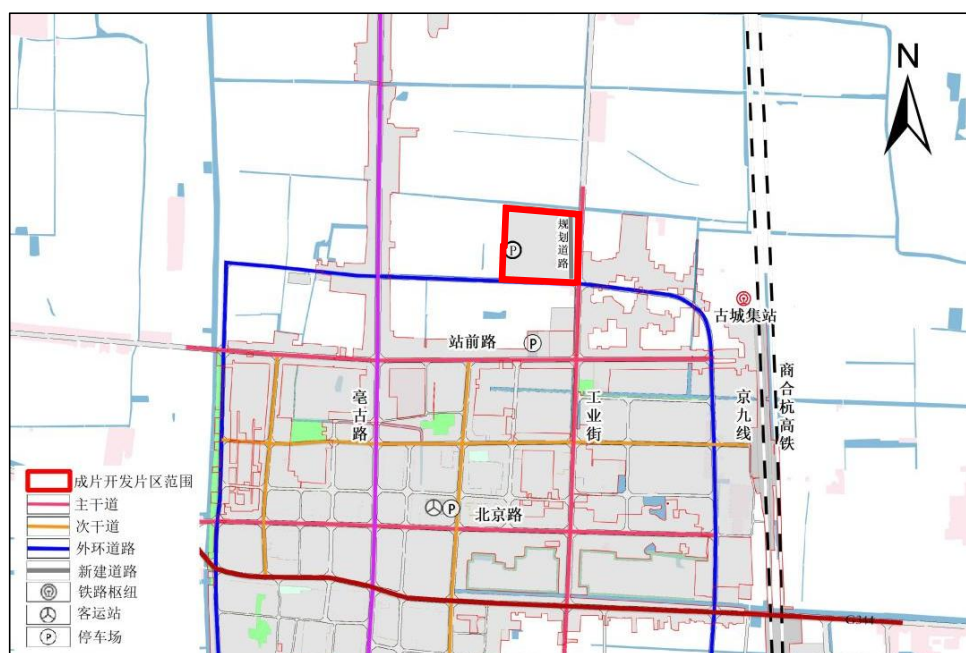 N
规划道路
P
古城集站
站前路
P
亳古路
工业街
京九线
商合杭高铁
P
北京路
成片开发片区范围
主干道
次干道
外环道路
新建道路
铁路枢纽
客运站
P
停车场
G344